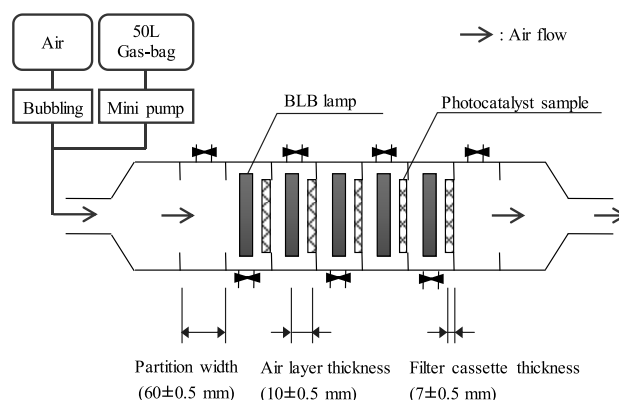 Air
50L
Gas-bag
: Air flow
Bubbling
Mini pump
BLB lamp
Photocatalyst sample
Partition width
(60±0.5 mm)
Air layer thickness
(10±0.5 mm)
Filter cassette thickness
(7±0.5 mm)